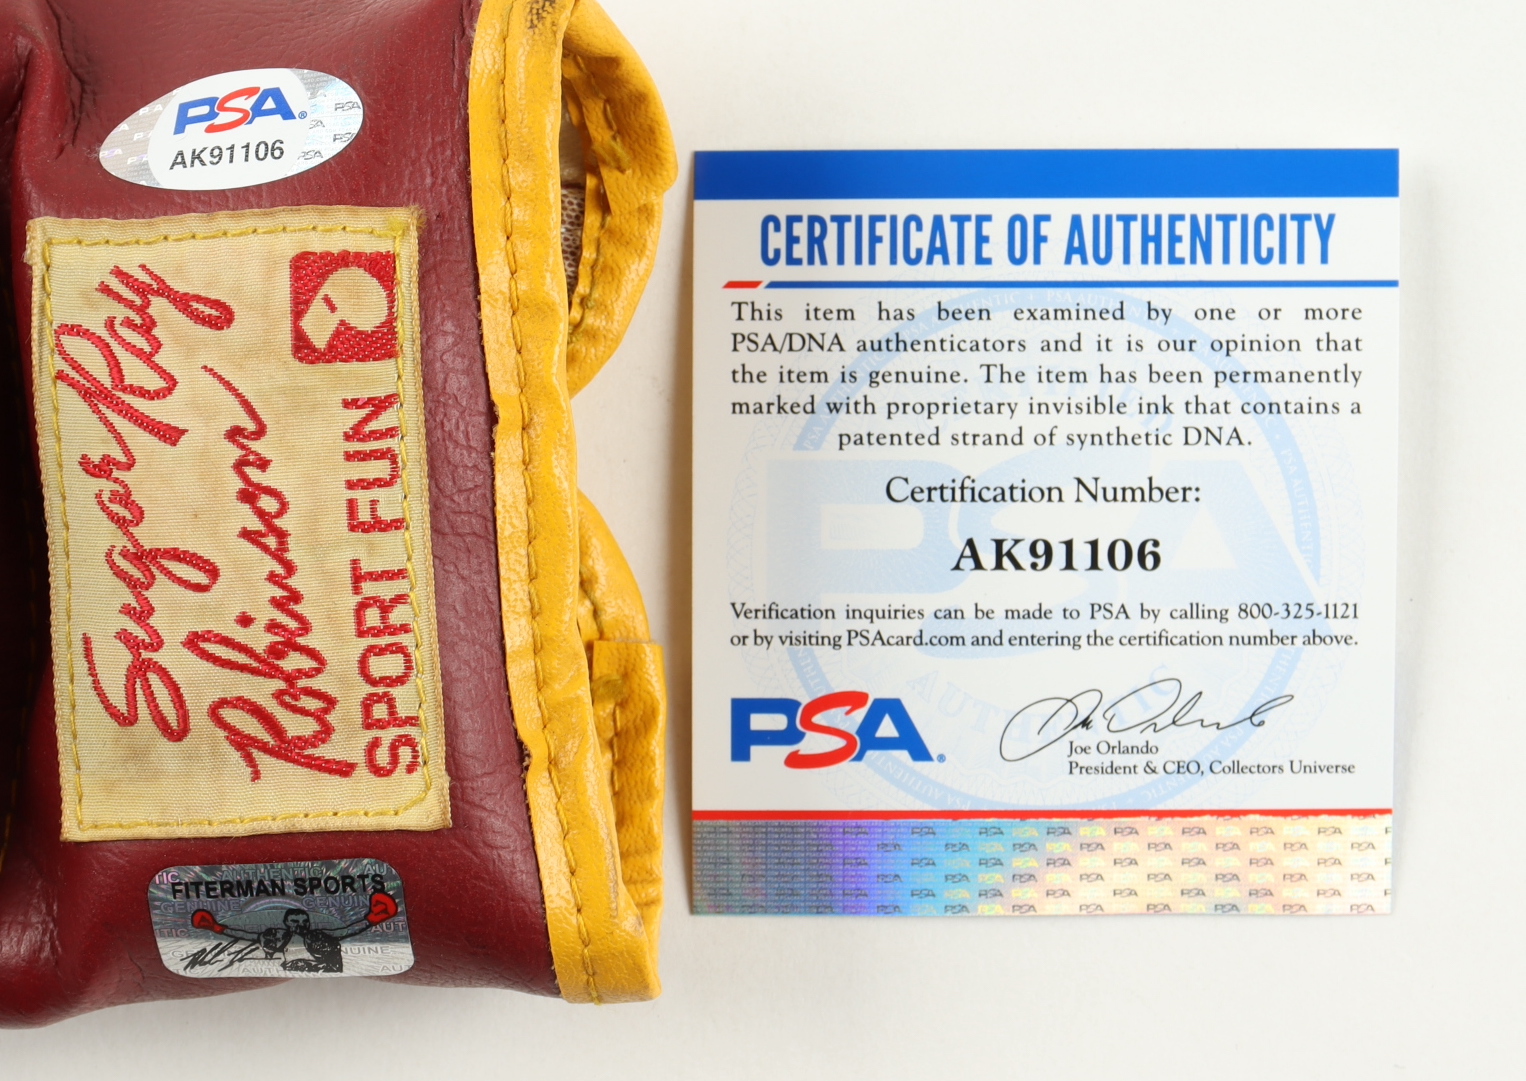 PSA
AK91106
Sugar Ray
Robinson
SPORT FUN
FITERMAN SPORTS
CERTIFICATE OF AUTHENTICITY
This item has been examined by one or more
PSA/DNA authenticators and it is our opinion that
the item is genuine. The item has been permanently
marked with proprietary invisible ink that contains a
patented strand of synthetic DNA.
Certification Number:
AK91106
Verification inquiries can be made to PSA by calling 800-325-1121
or by visiting PSAcard.com and entering the certification number above.
PSA
Joe Orlando
President & CEO, Collectors Universe